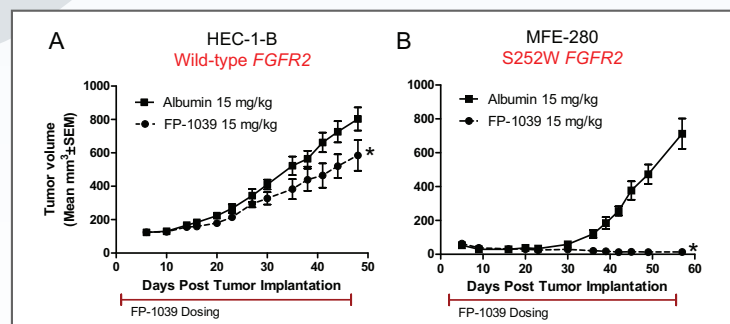 A
HEC-1-B
Wild-type FGFR2
Tumor volume
(Mean mm³±SEM)
1000
800
600
400
200
0
Albumin 15 mg/kg
FP-1039 15 mg/kg
*
0 10 20 30 40 50
Days Post Tumor Implantation
FP-1039 Dosing
B
MFE-280
S252W FGFR2
1000
800
600
400
200
0
Albumin 15 mg/kg
FP-1039 15 mg/kg
*
0 10 20 30 40 50 60
Days Post Tumor Implantation
FP-1039 Dosing